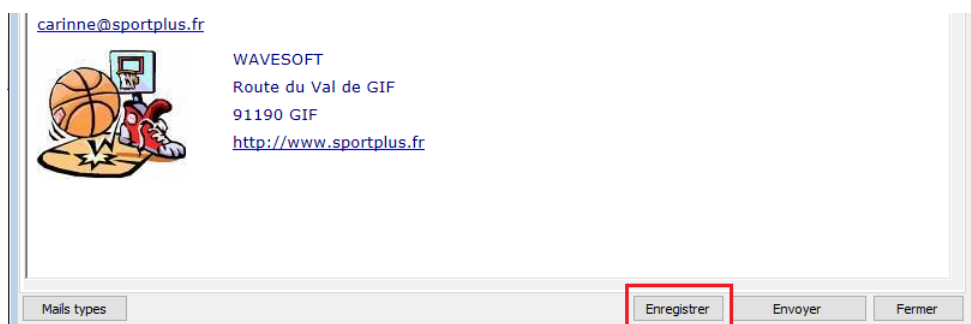 carinne@sportplus.fr
WAVESOFT
Route du Val de GIF
91190 GIF
http://www.sportplus.fr
Mails types
Enregistrer
Envoyer
Fermer